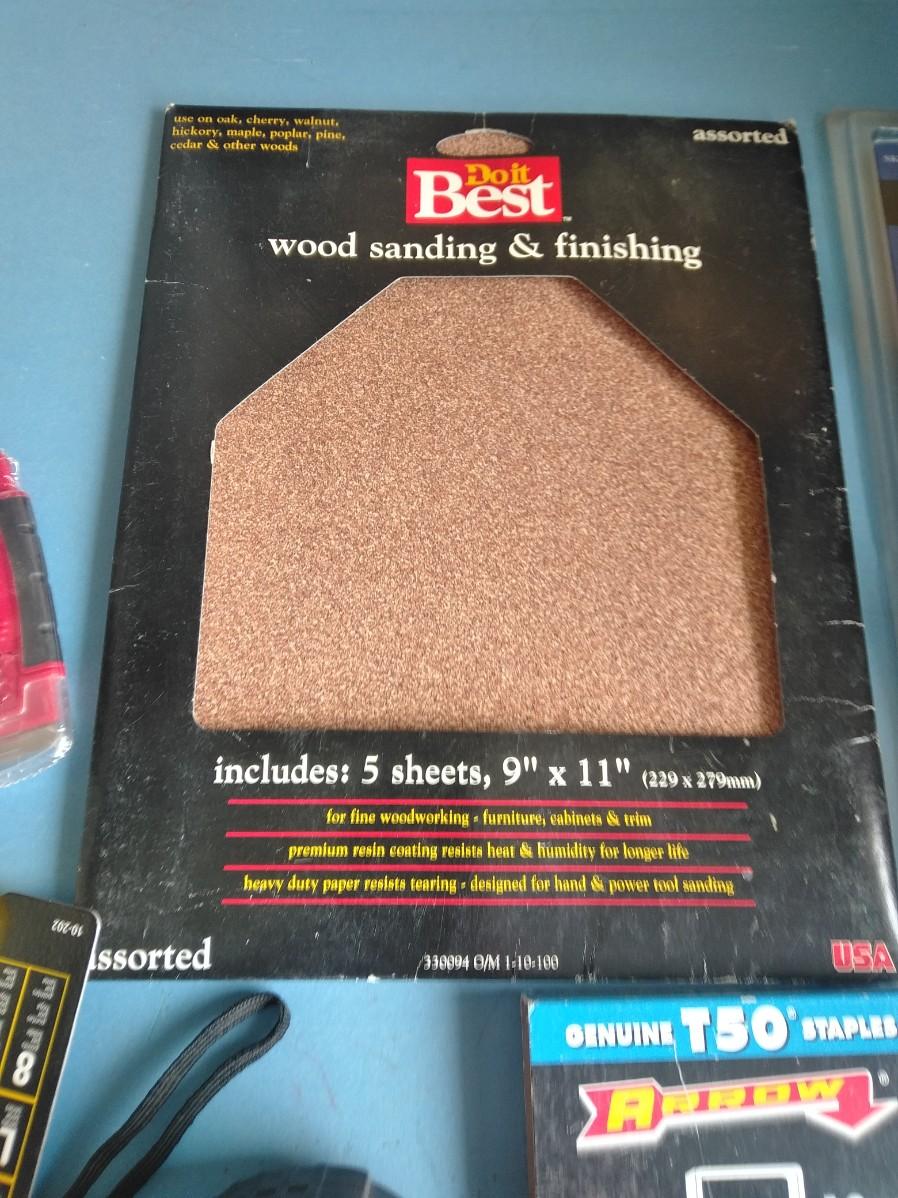 use on oak, cherry, walnut,
hickory, maple, poplar, pine,
cedar & other woods
assorted
Do it
Best™
wood sanding & finishing
includes: 5 sheets, 9" x 11" (229 x 279mm)
for fine woodworking - furniture, cabinets & trim
premium resin coating resists heat & humidity for longer life
heavy duty paper resists tearing - designed for hand & power tool sanding
assorted
330094 O/M 1-10-100
USA
10-202
8
GENUINE T50® STAPLES
ARROW®